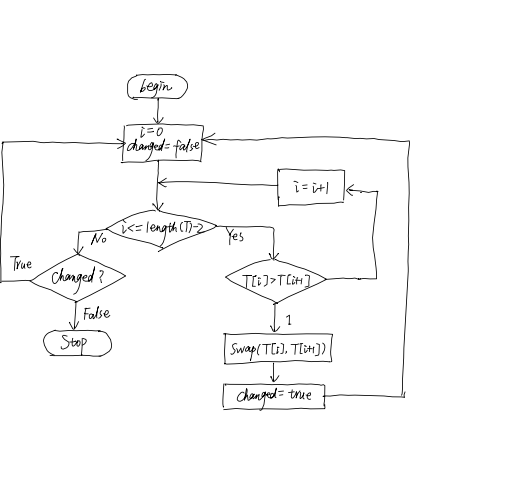 begin
i=0
changed=false
i=i+1
i<=length(T)-2
No
Yes
True
changed?
T[i]>T[i+1]
False
1
Stop
Swap(T[i], T[i+1])
changed=true